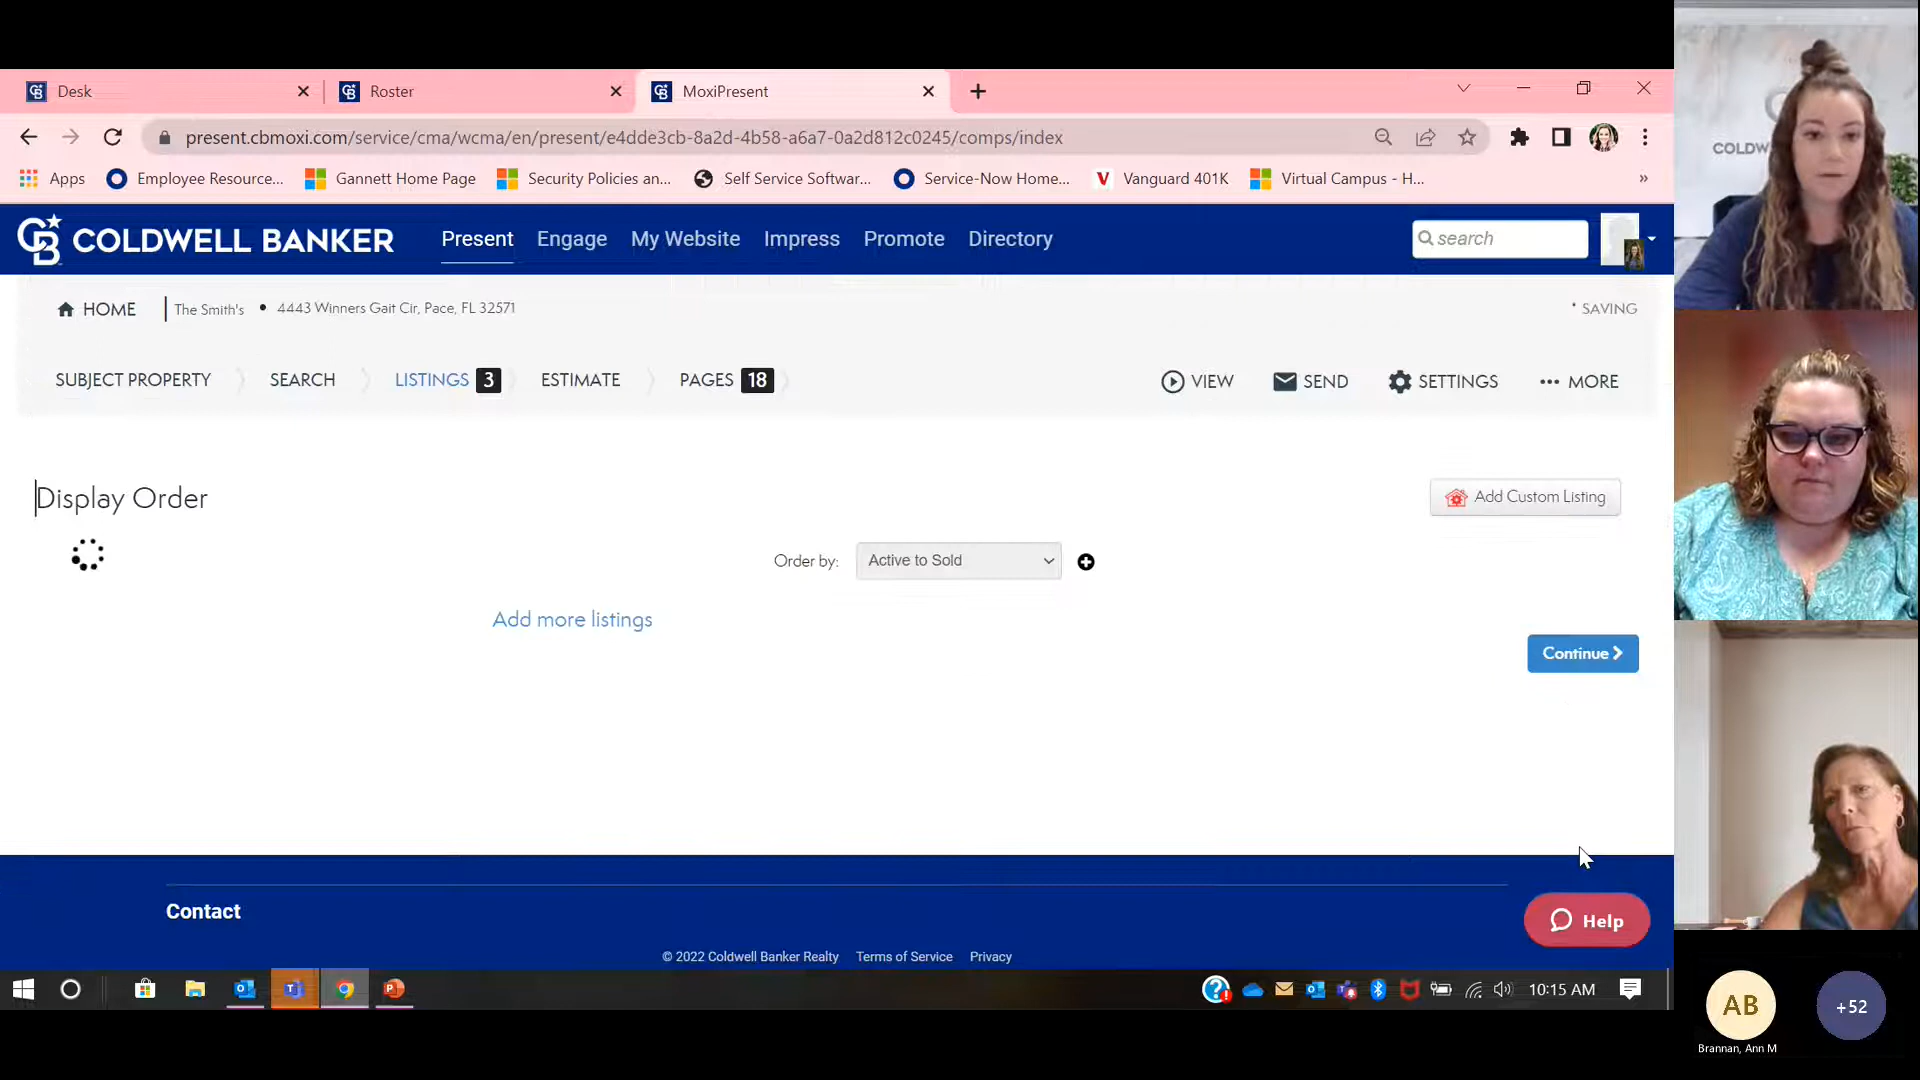 Desk
Roster
MoxiPresent
present.cbmoxi.com/service/cma/wcma/en/present/e4dde3cb-8a2d-4b58-a6a7-0a2d812c0245/comps/index
Apps
Employee Resource...
Gannett Home Page
Security Policies an...
Self Service Softwar...
Service-Now Home...
Vanguard 401K
Virtual Campus - H...
»
COLDWELL BANKER
Present
Engage
My Website
Impress
Promote
Directory
search
HOME
The Smith's • 4443 Winners Gait Cir, Pace, FL 32571
SAVING
SUBJECT PROPERTY
SEARCH
LISTINGS 3
ESTIMATE
PAGES 18
VIEW
SEND
SETTINGS
MORE
Display Order
Add Custom Listing
Order by:
Active to Sold
Add more listings
Continue
Contact
Help
© 2022 Coldwell Banker Realty
Terms of Service
Privacy
10:15 AM
COLDW
AB
+52
Brannan, Ann M